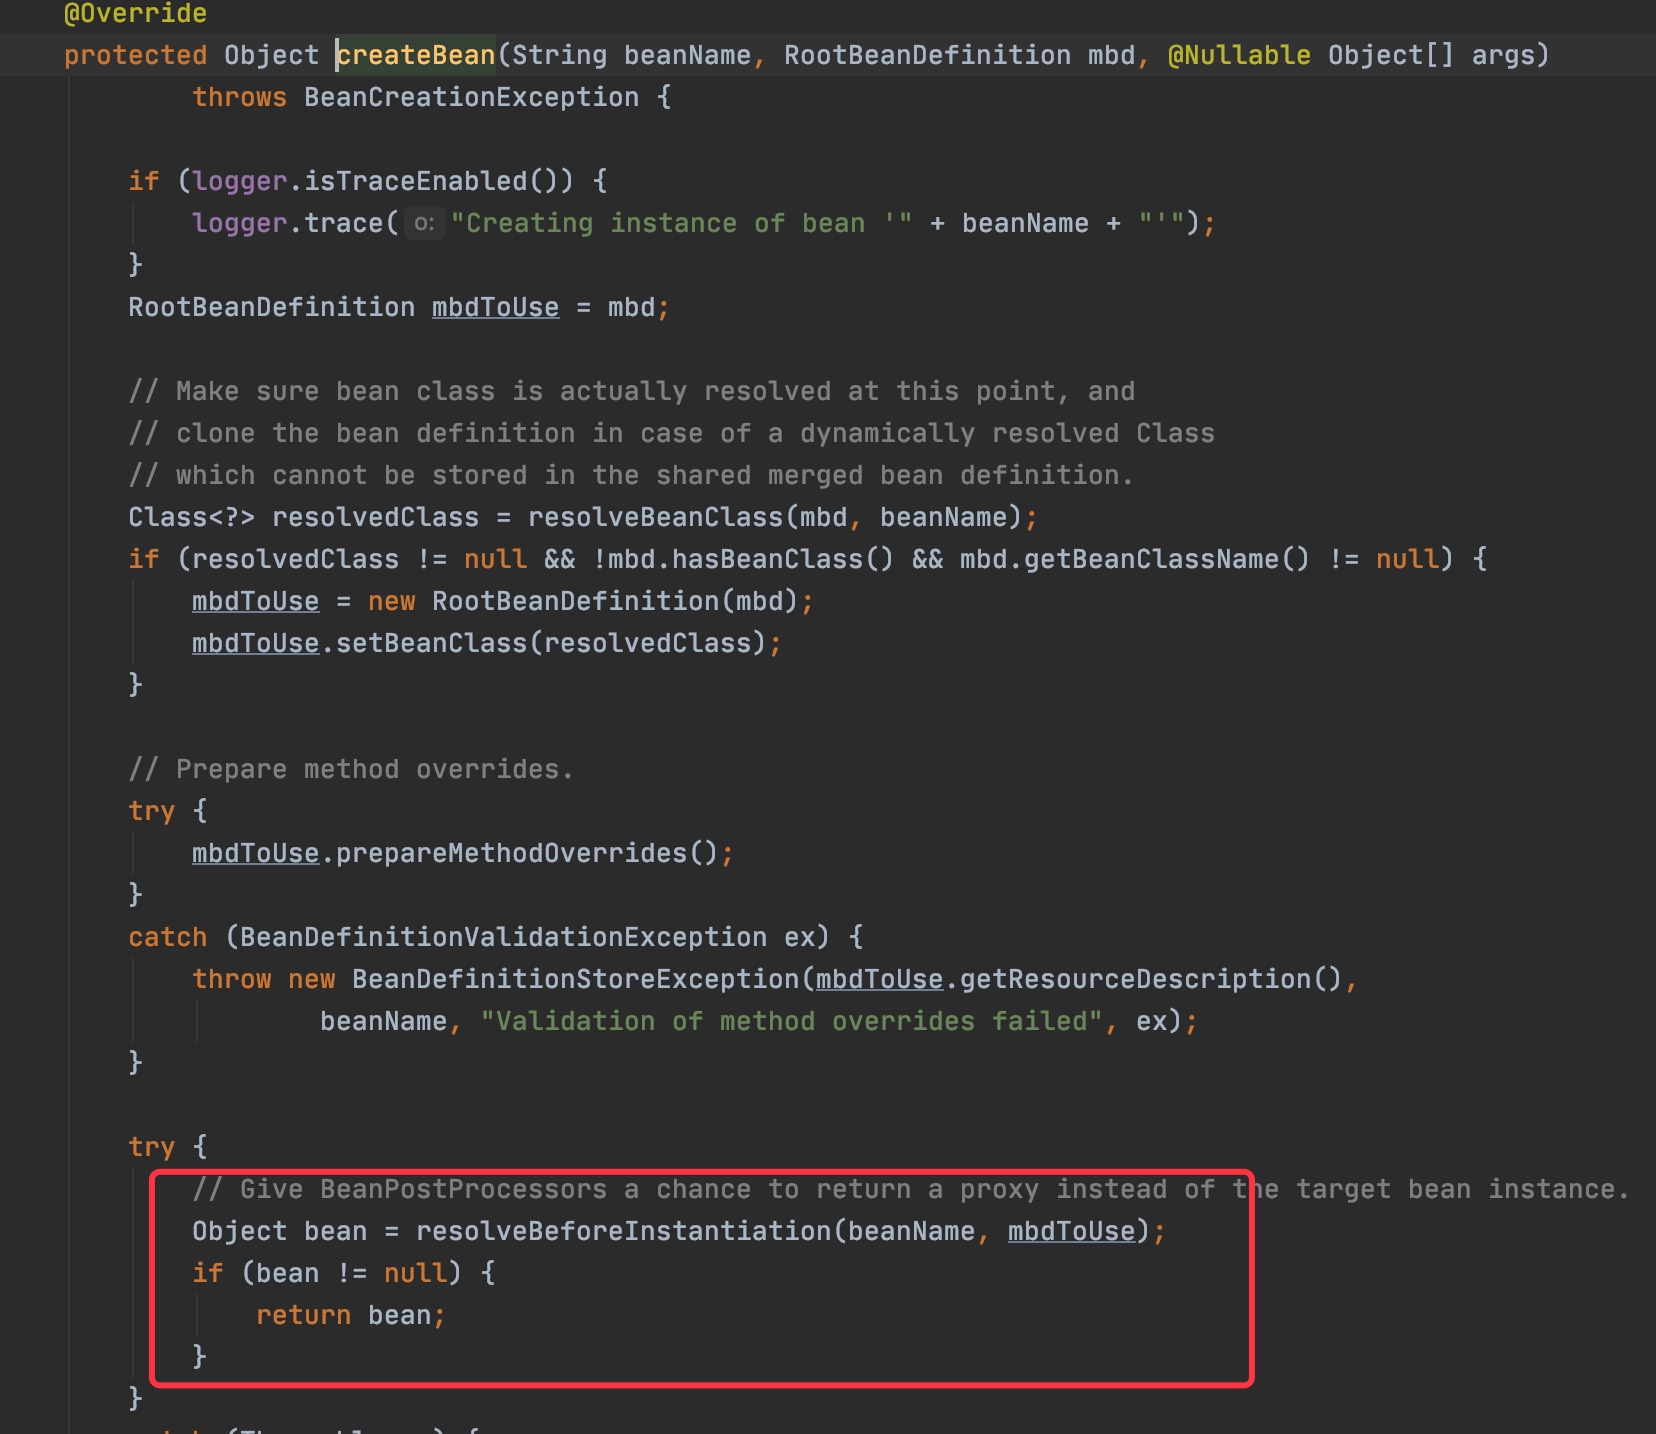 @Override
protected Object createBean(String beanName, RootBeanDefinition mbd, @Nullable Object[] args)
throws BeanCreationException {
if (logger.isTraceEnabled()) {
logger.trace( o: "Creating instance of bean '" + beanName + "'");
}
RootBeanDefinition mbdToUse = mbd;
// Make sure bean class is actually resolved at this point, and
// clone the bean definition in case of a dynamically resolved Class
// which cannot be stored in the shared merged bean definition.
Class<?> resolvedClass = resolveBeanClass(mbd, beanName);
if (resolvedClass != null && !mbd.hasBeanClass() && mbd.getBeanClassName() != null) {
mbdToUse = new RootBeanDefinition(mbd);
mbdToUse.setBeanClass(resolvedClass);
}
// Prepare method overrides.
try {
mbdToUse.prepareMethodOverrides();
}
catch (BeanDefinitionValidationException ex) {
throw new BeanDefinitionStoreException(mbdToUse.getResourceDescription(),
beanName, "Validation of method overrides failed", ex);
}
try {
// Give BeanPostProcessors a chance to return a proxy instead of the target bean instance.
Object bean = resolveBeforeInstantiation(beanName, mbdToUse);
if (bean != null) {
return bean;
}
}